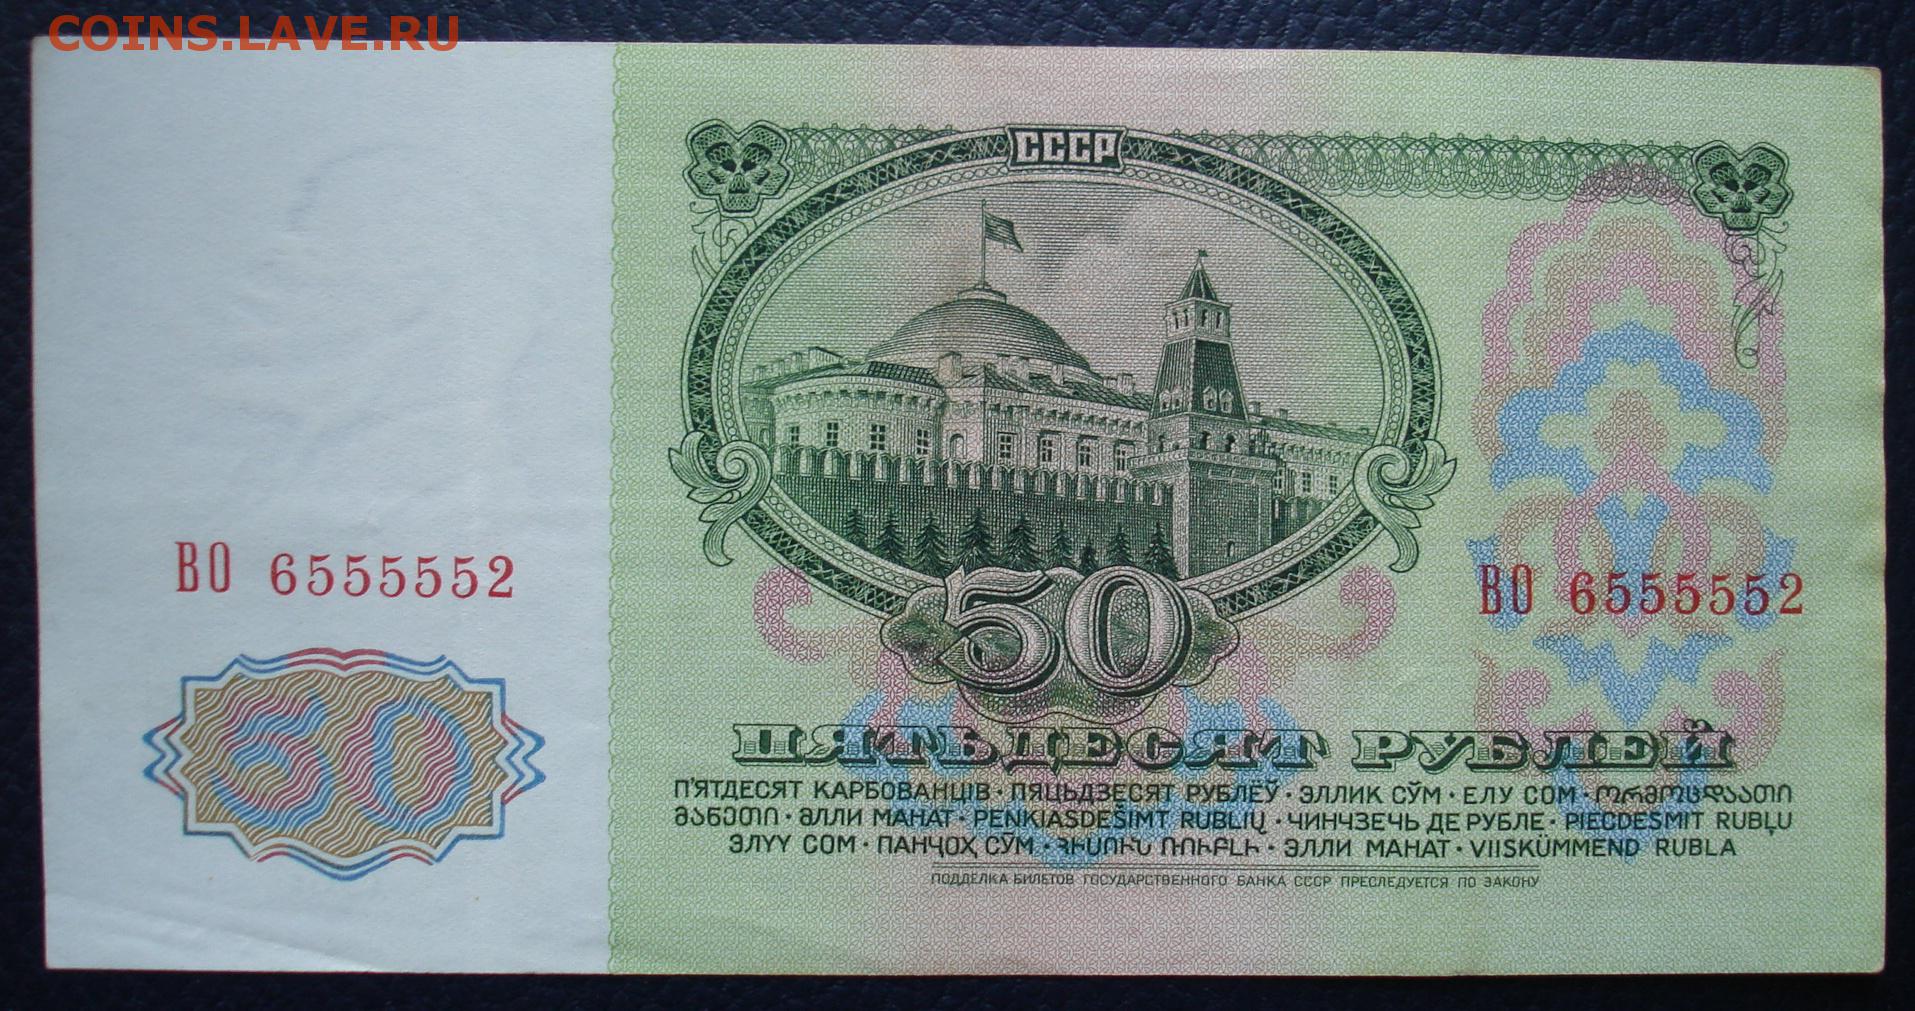 COINS.LAVE.RU
СССР
ВО 6555552
50
50
ВО 6555552
ПЯТЬДЕСЯТ РУБЛЕЙ
П'ЯТДЕСЯТ КАРБОВАНЦІВ · ПЯЦЬДЗЕСЯТ РУБЛЁЎ · ЭЛЛИК СЎМ · ЕЛУ СОМ · ორმოცდაათი
მანეთი · ӘЛЛИ МАНАТ · PENKIASDEŠIMT RUBLIŲ · ЧИНЧЗЕЧЬ ДЕ РУБЛЕ · PIECDESMIT RUBĻU
ЭЛҮҮ СОМ · ПАНҶОҲ СӮМ · ՀԻՍՈՒՆ ՌՈՒԲԼԻ · ЭЛЛИ МАНАТ · VIISKÜMMEND RUBLA
ПОДДЕЛКА БИЛЕТОВ ГОСУДАРСТВЕННОГО БАНКА СССР ПРЕСЛЕДУЕТСЯ ПО ЗАКОНУ